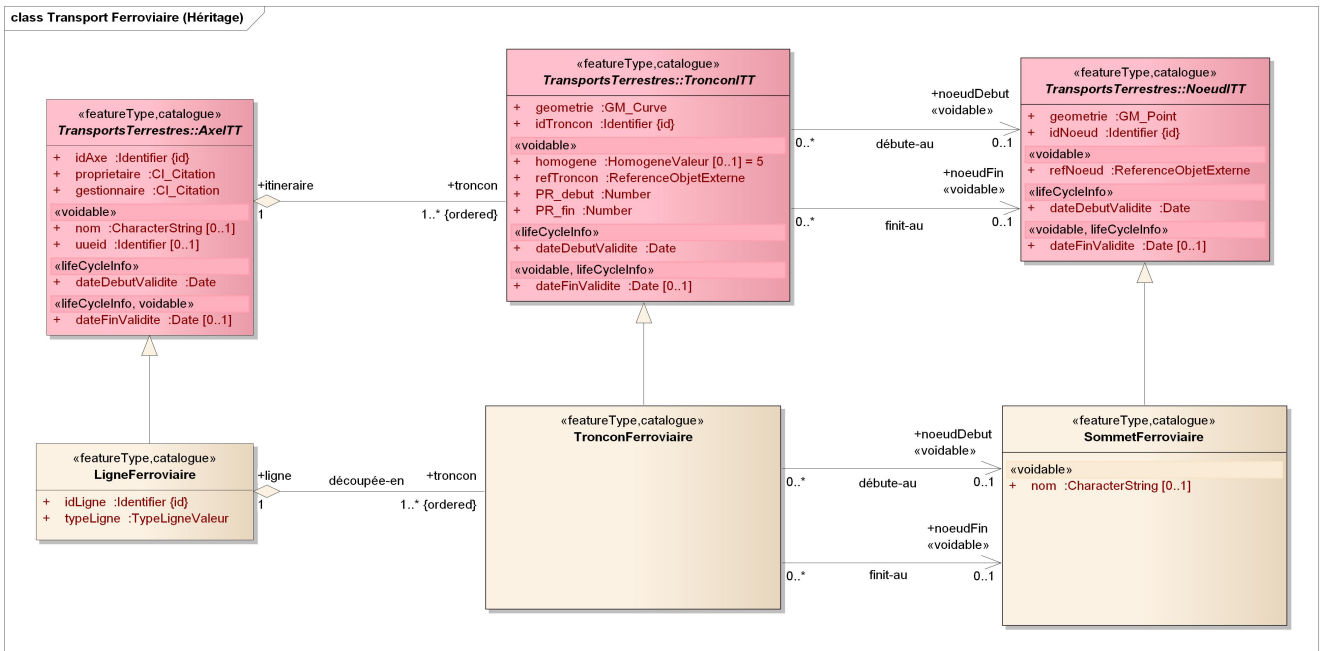 class Transport Ferroviaire (Héritage)
«featureType,catalogue»
TransportsTerrestres::AxeITT
+ idAxe :Identifier {id}
+ proprietaire :CI_Citation
+ gestionnaire :CI_Citation
«voidable»
+ nom :CharacterString [0..1]
+ uueid :Identifier [0..1]
«lifeCycleInfo»
+ dateDebutValidite :Date
«lifeCycleInfo, voidable»
+ dateFinValidite :Date [0..1]
+itineraire
1
+troncon
1..* {ordered}
«featureType,catalogue»
TransportsTerrestres::TronconITT
+ geometrie :GM_Curve
+ idTroncon :Identifier {id}
«voidable»
+ homogene :HomogeneValeur [0..1] = 5
+ refTroncon :ReferenceObjetExterne
+ PR_debut :Number
+ PR_fin :Number
«lifeCycleInfo»
+ dateDebutValidite :Date
«voidable, lifeCycleInfo»
+ dateFinValidite :Date [0..1]
+noeudDebut
«voidable»
0..*
débute-au
0..1
+noeudFin
«voidable»
0..*
finit-au
0..1
«featureType,catalogue»
TransportsTerrestres::NoeudITT
+ geometrie :GM_Point
+ idNoeud :Identifier {id}
«voidable»
+ refNoeud :ReferenceObjetExterne
«lifeCycleInfo»
+ dateDebutValidite :Date
«voidable, lifeCycleInfo»
+ dateFinValidite :Date [0..1]
«featureType,catalogue»
LigneFerroviaire
+ idLigne :Identifier {id}
+ typeLigne :TypeLigneValeur
+ligne
1
découpée-en
+troncon
1..* {ordered}
«featureType,catalogue»
TronconFerroviaire
+noeudDebut
«voidable»
0..*
débute-au
0..1
+noeudFin
«voidable»
0..*
finit-au
0..1
«featureType,catalogue»
SommetFerroviaire
«voidable»
+ nom :CharacterString [0..1]